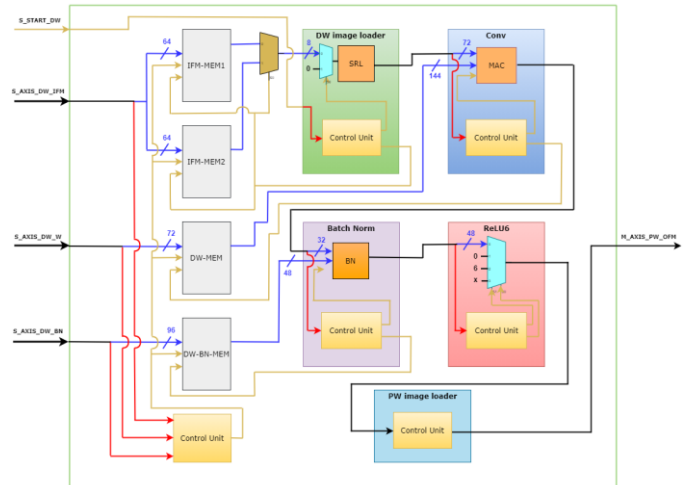 S_START_DW
64
IFM-MEM1
S_AXIS_DW_IFM
64
IFM-MEM2
DW image loader
8
0
SRL
Control Unit
Conv
72
144
MAC
Control Unit
S_AXIS_DW_W
72
DW-MEM
Batch Norm
32
48
BN
Control Unit
ReLU6
48
0
6
x
Control Unit
M_AXIS_PW_OFM
S_AXIS_DW_BN
96
DW-BN-MEM
Control Unit
PW image loader
Control Unit